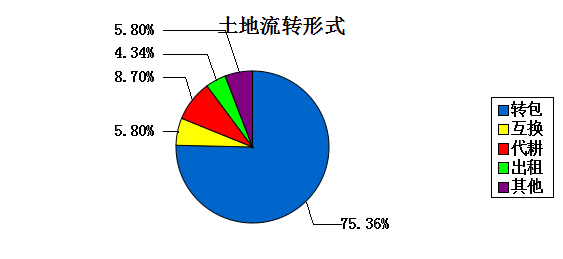 土地流转形式
5.80%
4.34%
8.70%
5.80%
75.36%
转包
互换
代耕
出租
其他